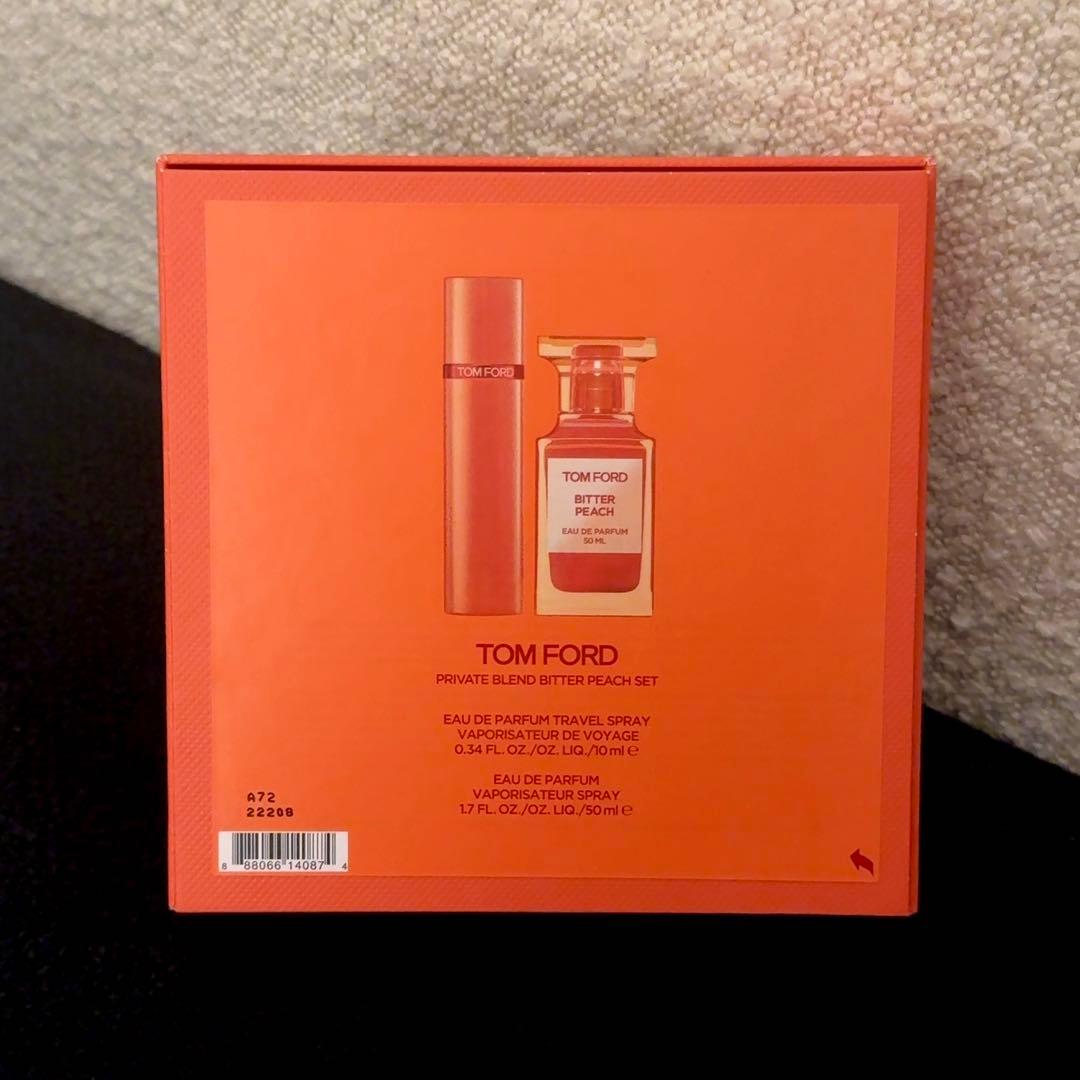 TOM FORD
TOM FORD
BITTER
PEACH
EAU DE PARFUM
50 ML
TOM FORD
PRIVATE BLEND BITTER PEACH SET
EAU DE PARFUM TRAVEL SPRAY
VAPORISATEUR DE VOYAGE
0.34 FL. OZ./OZ. LIQ./10 ml ℮
EAU DE PARFUM
VAPORISATEUR SPRAY
1.7 FL. OZ./OZ. LIQ./50 ml ℮
A72
22208
8 88066 14087 4